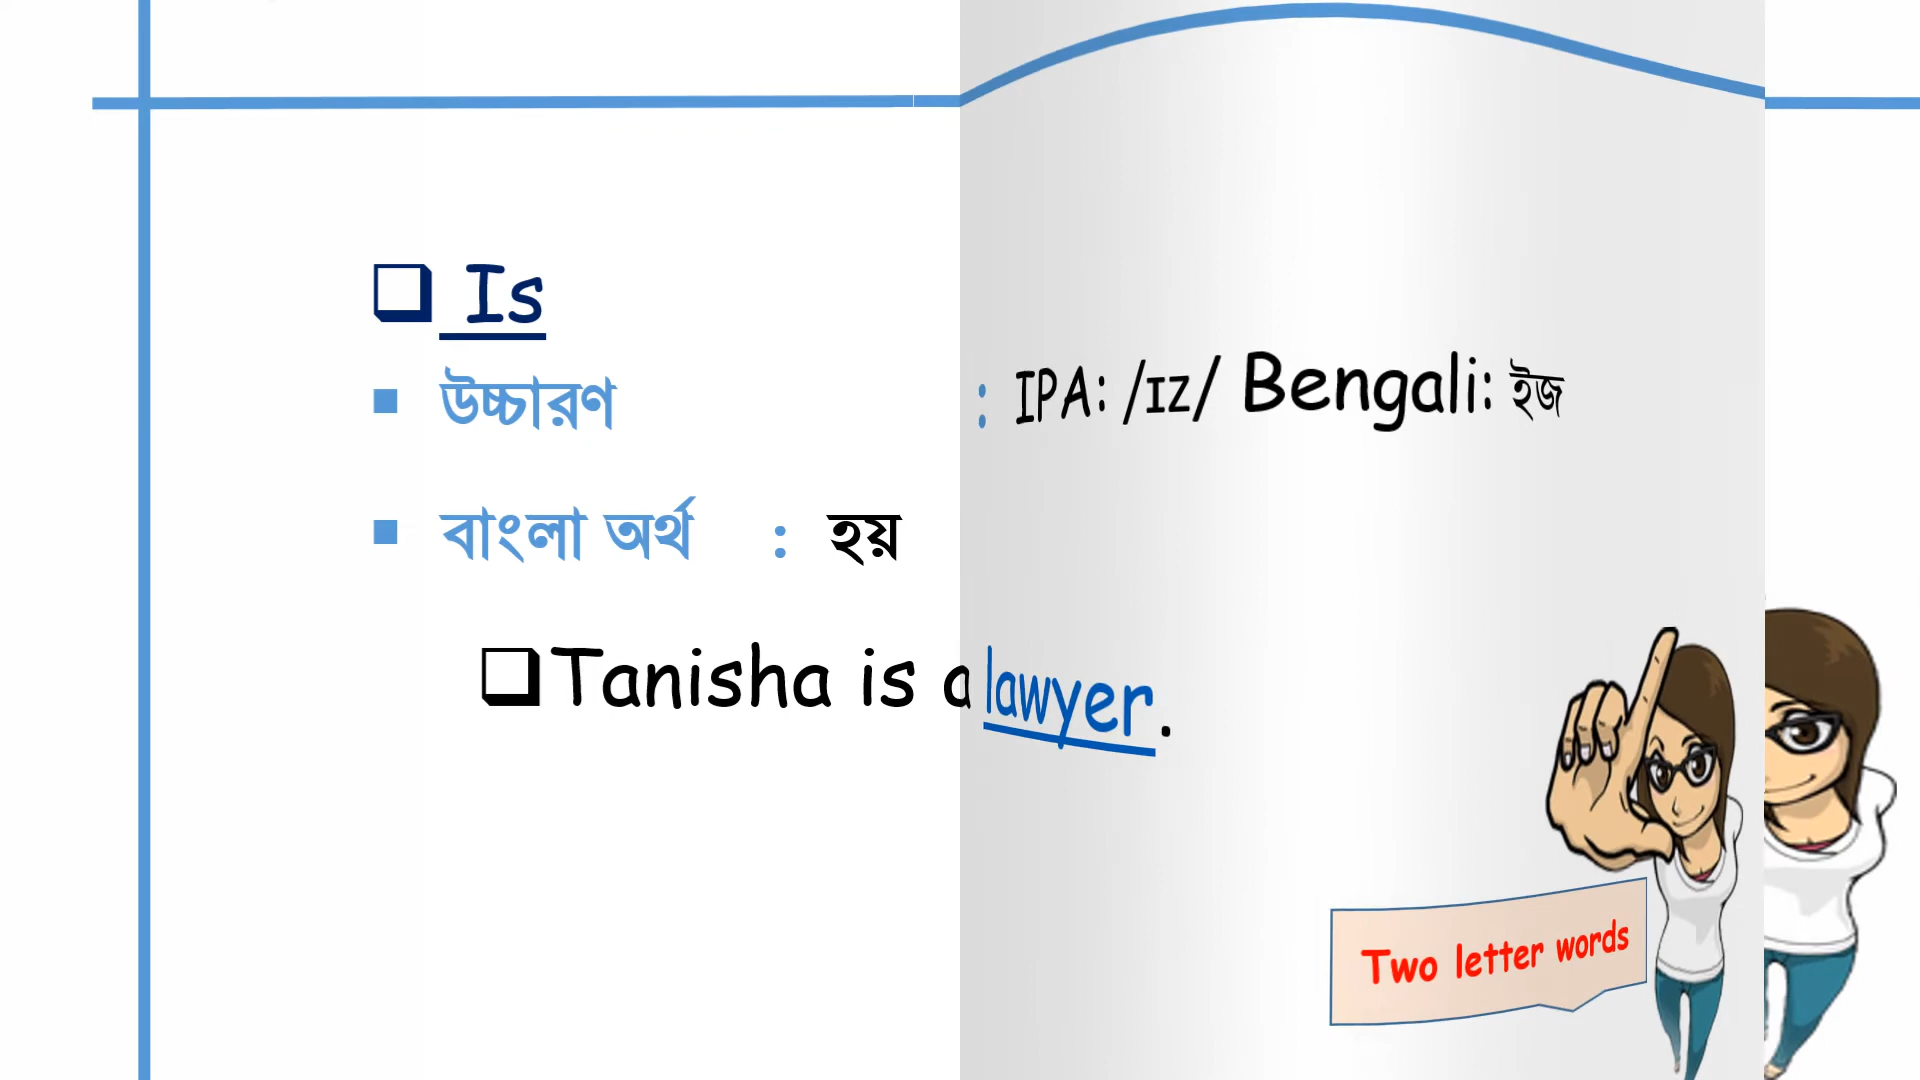 Is
উচ্চারণ : IPA: /ɪz/ Bengali: ইজ
বাংলা অর্থ : হয়
Tanisha is a lawyer.
Two letter words